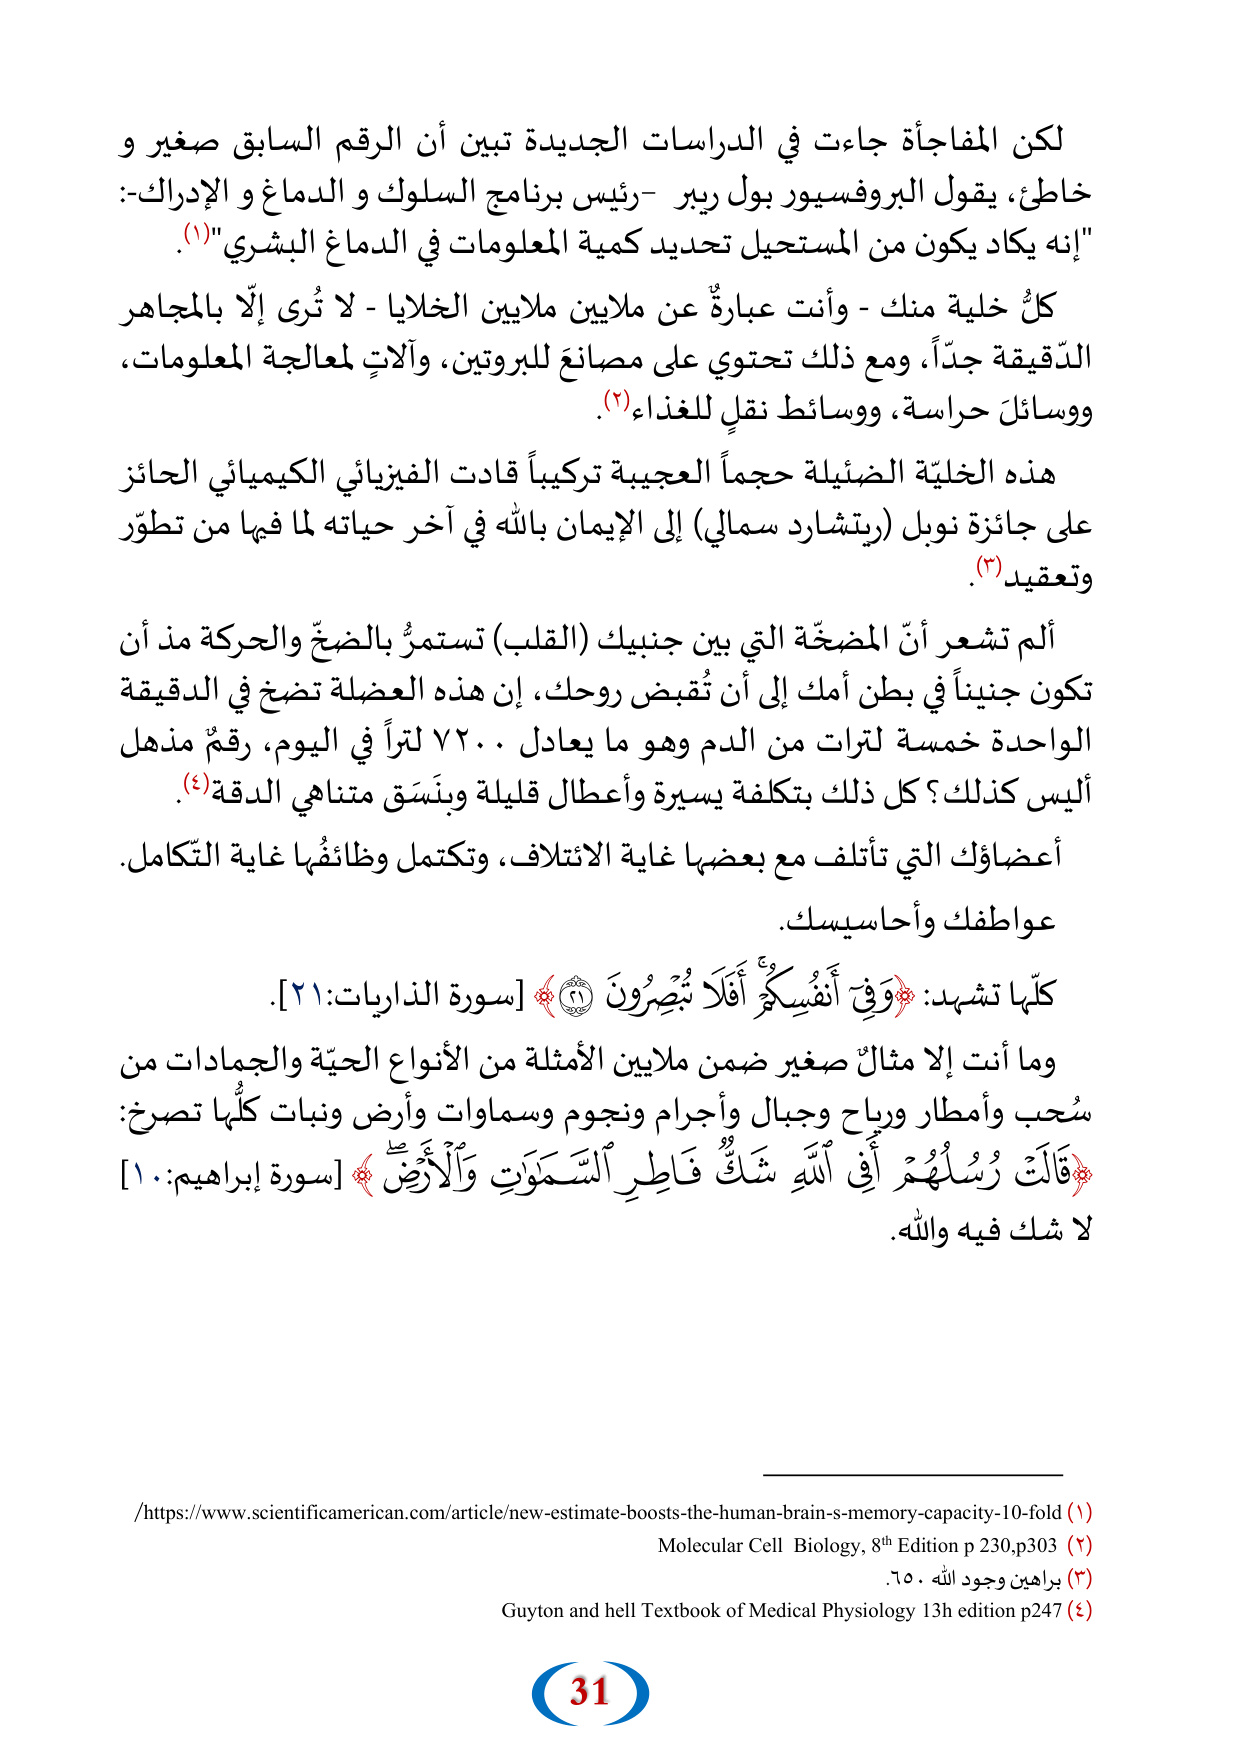 لكن المفاجأة جاءت في الدراسات الجديدة تبين أن الرقم السابق صغير و
خاطئ، يقول البروفسيور بول ريبر –رئيس برنامج السلوك و الدماغ و الإدراك-:
"إنه يكاد يكون من المستحيل تحديد كمية المعلومات في الدماغ البشري"(١).
كلُّ خلية منك - وأنت عبارةٌ عن ملايين ملايين الخلايا - لا تُرى إلّا بالمجاهر
الدّقيقة جدّاً، ومع ذلك تحتوي على مصانعَ للبروتين، وآلاتٍ لمعالجة المعلومات،
ووسائلَ حراسة، ووسائط نقلٍ للغذاء(٢).
هذه الخليّة الضئيلة حجماً العجيبة تركيباً قادت الفيزيائي الكيميائي الحائز
على جائزة نوبل (ريتشارد سمالي) إلى الإيمان بالله في آخر حياته لما فيها من تطوّر
وتعقيد(٣).
ألم تشعر أنّ المضخّة التي بين جنبيك (القلب) تستمرُّ بالضخّ والحركة مذ أن
تكون جنيناً في بطن أمك إلى أن تُقبض روحك، إن هذه العضلة تضخ في الدقيقة
الواحدة خمسة لترات من الدم وهو ما يعادل ٧٢٠٠ لتراً في اليوم، رقمٌ مذهل
أليس كذلك؟ كل ذلك بتكلفة يسيرة وأعطال قليلة وبنَسَق متناهي الدقة(٤).
أعضاؤك التي تأتلف مع بعضها غاية الائتلاف، وتكتمل وظائفُها غاية التّكامل.
عواطفك وأحاسيسك.
كلّها تشهد: ﴿وَفِيٓ أَنفُسِكُمۡۚ أَفَلَا تُبۡصِرُونَ ٢١﴾ [سورة الذاريات:٢١].
وما أنت إلا مثالٌ صغير ضمن ملايين الأمثلة من الأنواع الحيّة والجمادات من
سُحب وأمطار ورياح وجبال وأجرام ونجوم وسماوات وأرض ونبات كلُّها تصرخ:
﴿قَالَتۡ رُسُلُهُمۡ أَفِي ٱللَّهِ شَكّٞ فَاطِرِ ٱلسَّمَٰوَٰتِ وَٱلۡأَرۡضِۖ﴾ [سورة إبراهيم:١٠]
لا شك فيه والله.
(١) https://www.scientificamerican.com/article/new-estimate-boosts-the-human-brain-s-memory-capacity-10-fold/
(٢) Molecular Cell Biology, 8th Edition p 230,p303
(٣) براهين وجود الله ٦٥٠.
(٤) Guyton and hell Textbook of Medical Physiology 13h edition p247
31